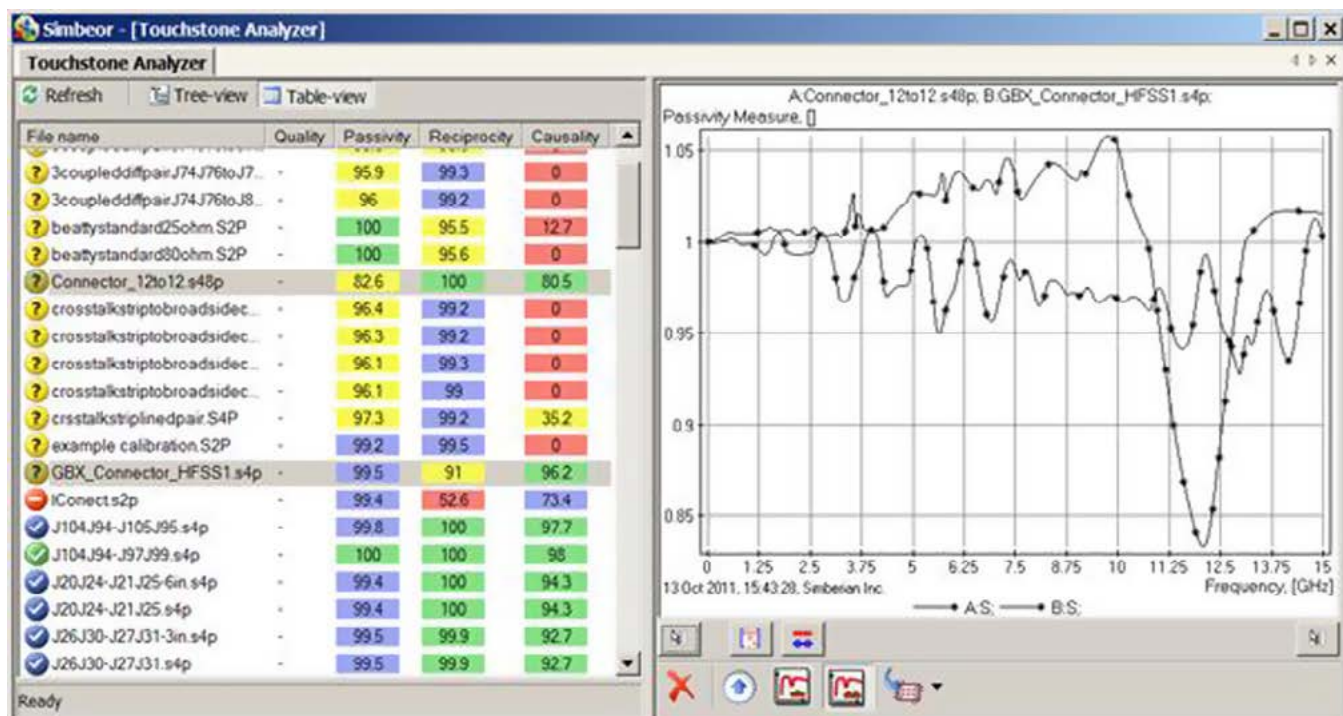 Simbeor - [Touchstone Analyzer]
Touchstone Analyzer
Refresh Tree-view Table-view
File name Quality Passivity Reciprocity Causality
3coupleddiffpairJ74J76toJ7... - 95.9 99.3 0
3coupleddiffpairJ74J76toJ8... - 96 99.2 0
beattystandard25ohm.S2P - 100 95.5 12.7
beattystandard80ohm.S2P - 100 95.6 0
Connector_12to12.s48p - 82.6 100 80.5
crosstalkstriptobroadsidec... - 96.4 99.2 0
crosstalkstriptobroadsidec... - 96.3 99.2 0
crosstalkstriptobroadsidec... - 96.1 99.3 0
crosstalkstriptobroadsidec... - 96.1 99 0
crsstalkstriplinedpair.S4P - 97.3 99.2 35.2
example calibration.S2P - 99.2 99.5 0
GBX_Connector_HFSS1.s4p - 99.5 91 96.2
IConect.s2p - 99.4 52.6 73.4
J104J94-J105J95.s4p - 99.8 100 97.7
J104J94-J97J99.s4p - 100 100 98
J20J24-J21J25-6in.s4p - 99.4 100 94.3
J20J24-J21J25.s4p - 99.4 100 94.3
J26J30-J27J31-3in.s4p - 99.5 99.9 92.7
J26J30-J27J31.s4p - 99.5 99.9 92.7
Ready
A:Connector_12to12.s48p; B:GBX_Connector_HFSS1.s4p;
Passivity Measure, []
1.05
1
0.95
0.9
0.85
0 1.25 2.5 3.75 5 6.25 7.5 8.75 10 11.25 12.5 13.75 15
13 Oct 2011, 15:43:28, Simberian Inc. Frequency, [GHz]
A:S; B:S;